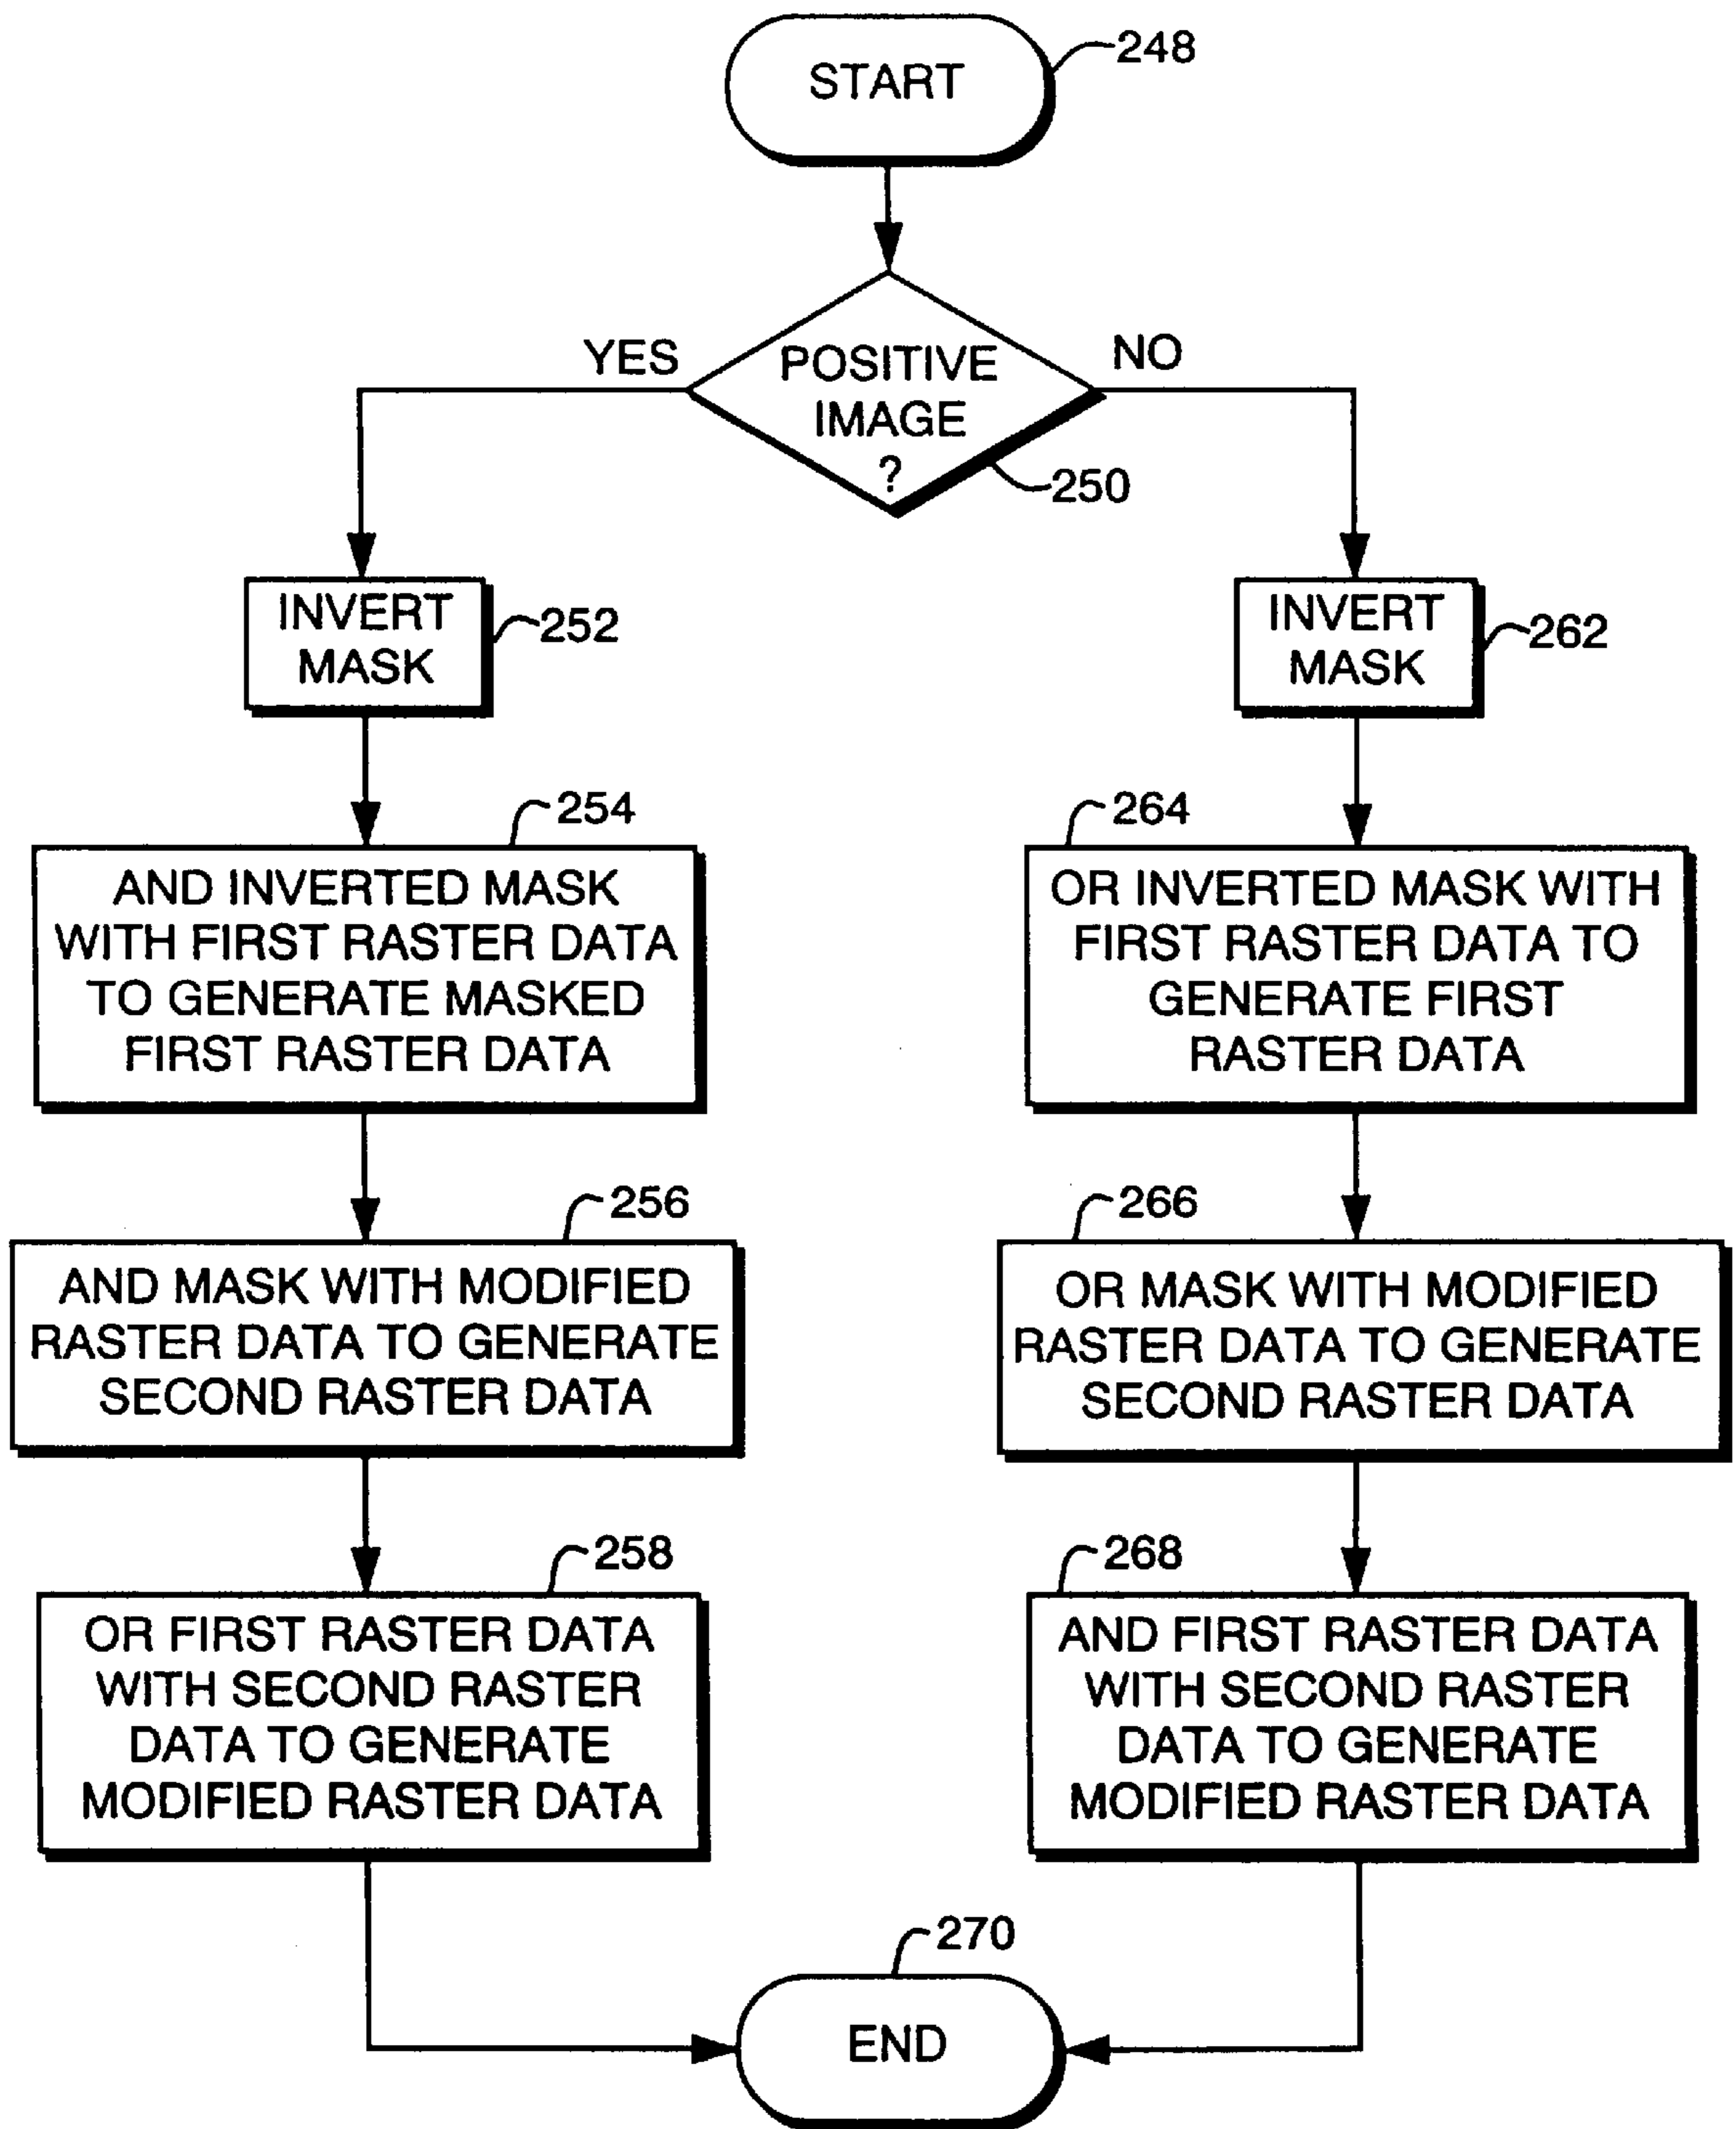 START
248
YES
POSITIVE
IMAGE
?
NO
250
INVERT
MASK
252
INVERT
MASK
262
254
AND INVERTED MASK
WITH FIRST RASTER DATA
TO GENERATE MASKED
FIRST RASTER DATA
264
OR INVERTED MASK WITH
FIRST RASTER DATA TO
GENERATE FIRST
RASTER DATA
256
AND MASK WITH MODIFIED
RASTER DATA TO GENERATE
SECOND RASTER DATA
266
OR MASK WITH MODIFIED
RASTER DATA TO GENERATE
SECOND RASTER DATA
258
OR FIRST RASTER DATA
WITH SECOND RASTER
DATA TO GENERATE
MODIFIED RASTER DATA
268
AND FIRST RASTER DATA
WITH SECOND RASTER
DATA TO GENERATE
MODIFIED RASTER DATA
270
END